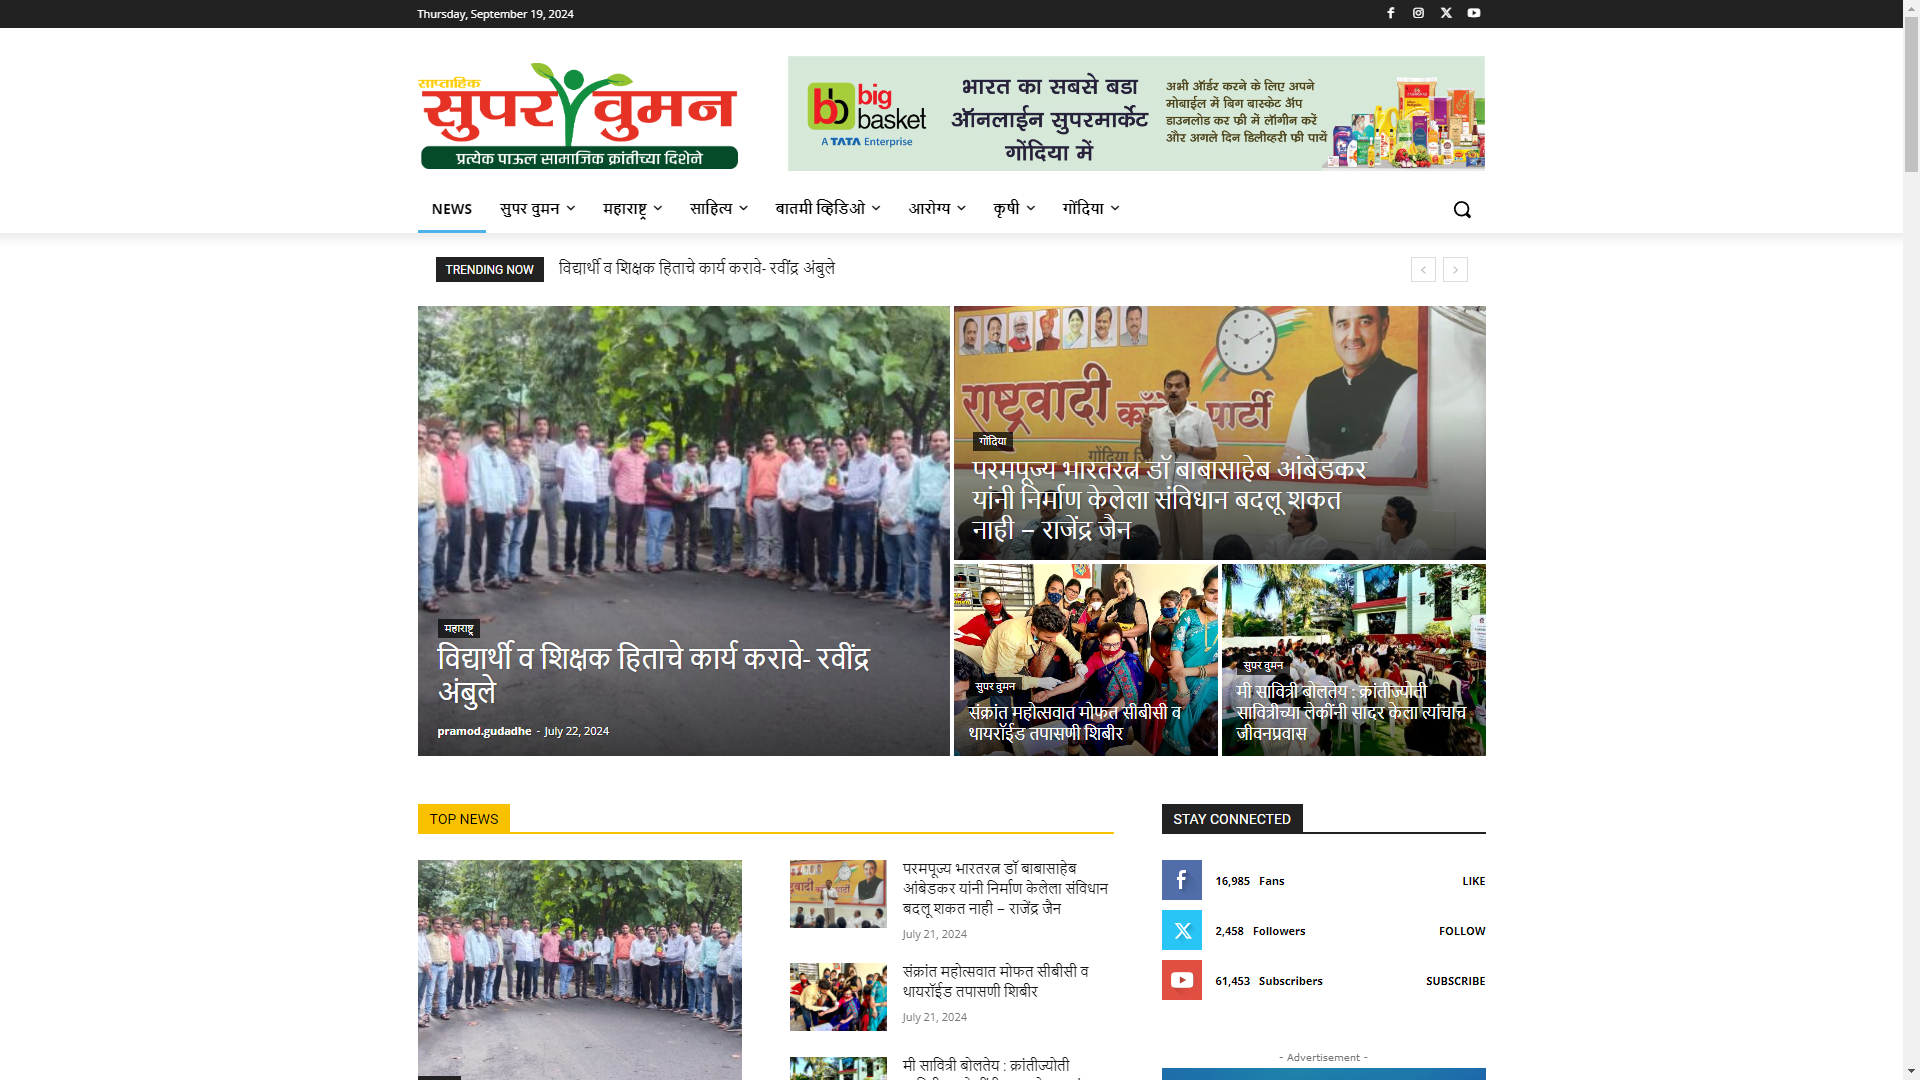 Thursday, September 19, 2024
साप्ताहिक
सुपर वुमन
प्रत्येक पाऊल सामाजिक क्रांतीच्या दिशेने
bb big basket
A TATA Enterprise
भारत का सबसे बडा
ऑनलाईन सुपरमार्केट
गोंदिया में
अभी ऑर्डर करने के लिए अपने
मोबाईल में बिग बास्केट ॲप
डाउनलोड कर फ्री में लॉगीन करें
और अगले दिन डिलीव्हरी फ्री पायें
NEWS सुपर वुमन महाराष्ट्र साहित्य बातमी व्हिडिओ आरोग्य कृषी गोंदिया
TRENDING NOW विद्यार्थी व शिक्षक हिताचे कार्य करावे- रवींद्र अंबुले
महाराष्ट्र
विद्यार्थी व शिक्षक हिताचे कार्य करावे- रवींद्र
अंबुले
pramod.gudadhe - July 22, 2024
राष्ट्रवादी काँग्रेस पार्टी
गोंदिया
गोंदिया
परमपूज्य भारतरत्न डॉ बाबासाहेब आंबेडकर
यांनी निर्माण केलेला संविधान बदलू शकत
नाही – राजेंद्र जैन
सुपर वुमन
संक्रांत महोत्सवात मोफत सीबीसी व
थायरॉईड तपासणी शिबीर
सुपर वुमन
मी सावित्री बोलतेय : क्रांतीज्योती
सावित्रीच्या लेकींनी सादर केला त्यांचाच
जीवनप्रवास
TOP NEWS
परमपूज्य भारतरत्न डॉ बाबासाहेब
आंबेडकर यांनी निर्माण केलेला संविधान
बदलू शकत नाही – राजेंद्र जैन
July 21, 2024
संक्रांत महोत्सवात मोफत सीबीसी व
थायरॉईड तपासणी शिबीर
July 21, 2024
मी सावित्री बोलतेय : क्रांतीज्योती
STAY CONNECTED
16,985 Fans LIKE
2,458 Followers FOLLOW
61,453 Subscribers SUBSCRIBE
- Advertisement -